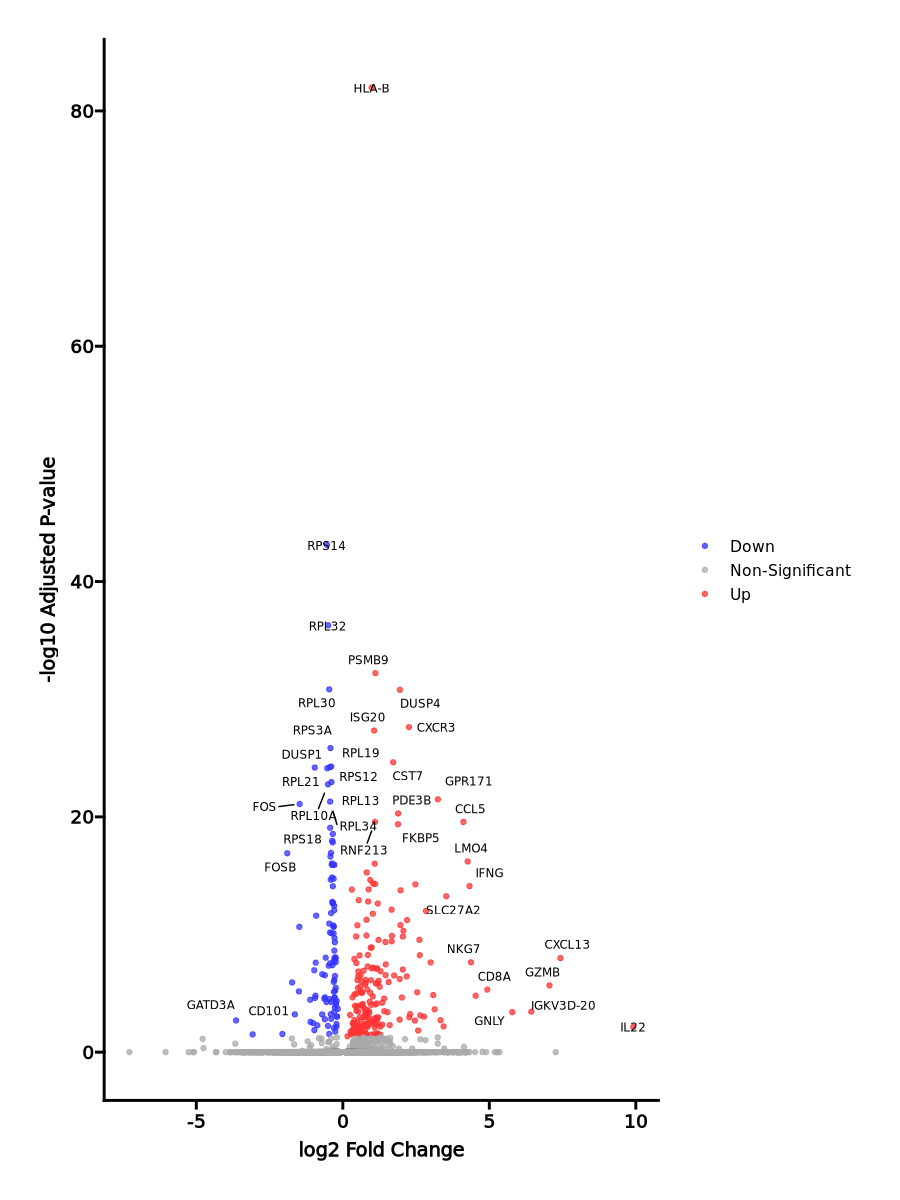 HLA-B
80
60
-log10 Adjusted P-value
RPS14
Down
Non-Significant
Up
40
RPL32
PSMB9
RPL30
DUSP4
ISG20
CXCR3
RPS3A
DUSP1
RPL19
RPL21
RPS12
CST7
GPR171
FOS
RPL13
PDE3B
CCL5
RPL10A
20
RPL34
RPS18
FKBP5
RNF213
LMO4
FOSB
IFNG
SLC27A2
NKG7
CXCL13
CD8A
GZMB
GATD3A
CD101
IGKV3D-20
GNLY
IL22
0
-5
0
5
10
log2 Fold Change